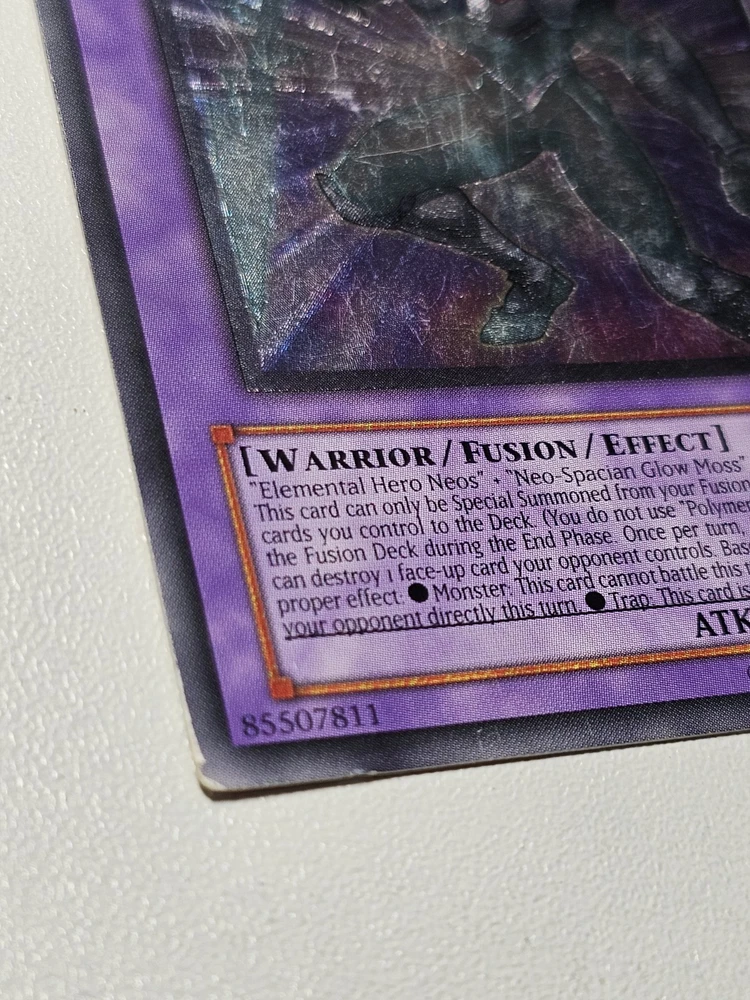 [WARRIOR / FUSION / EFFECT]
"Elemental Hero Neos" + "Neo-Spacian Glow Moss"
This card can only be Special Summoned from your Fusion
cards you control to the Deck. (You do not use "Polymer
the Fusion Deck during the End Phase. Once per turn,
can destroy 1 face-up card your opponent controls. Bas
proper effect: ● Monster: This card cannot battle this t
your opponent directly this turn. ● Trap: This card is
ATK
85507811